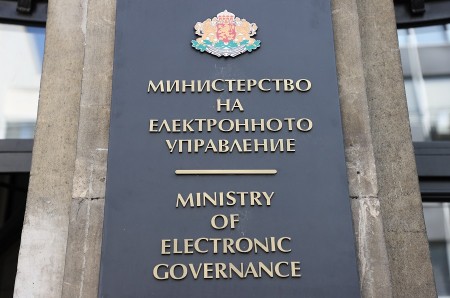 МИНИСТЕРСТВО
НА
ЕЛЕКТРОННОТО
УПРАВЛЕНИЕ
MINISTRY
OF
ELECTRONIC
GOVERNANCE